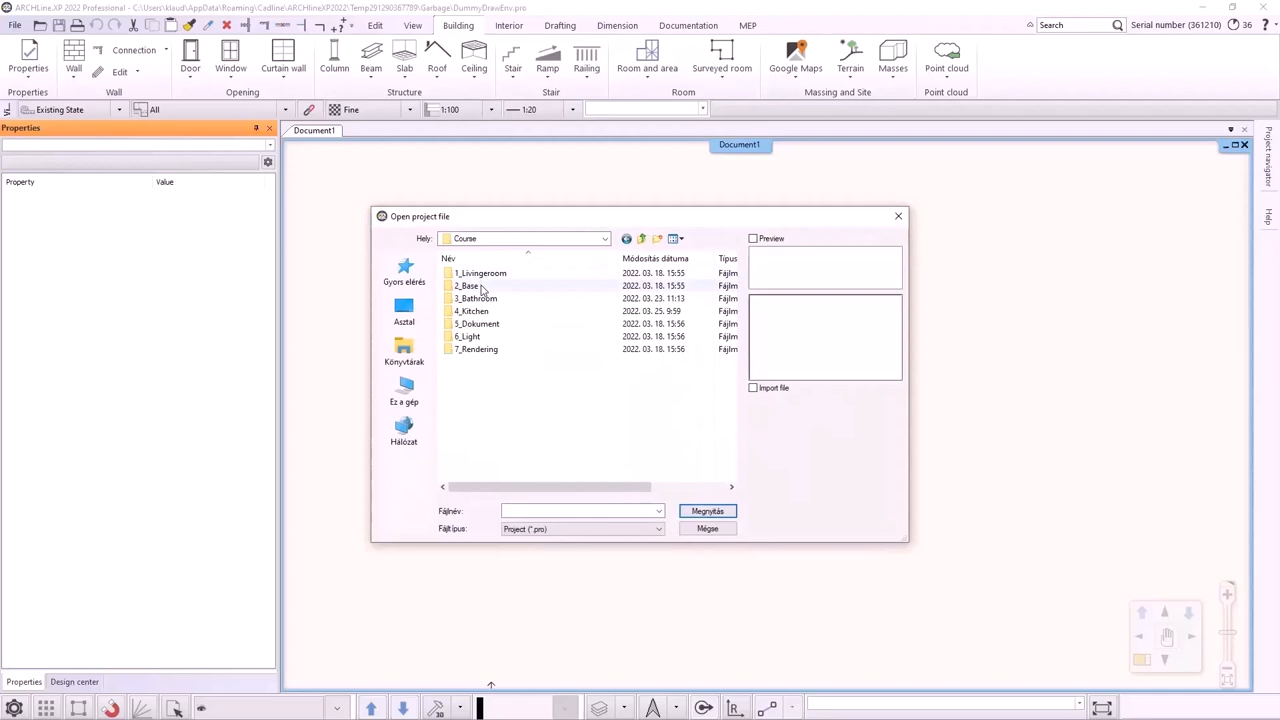 ARCHLine.XP 2022 Professional - C:\Users\klaud\AppData\Roaming\Cadline\ARCHlineXP2022\Temp291290367789\Garbage\DummyDrawEnv.pro
File
Edit View Building Interior Drafting Dimension Documentation MEP
Search Serial number (361210) 36 ?
Properties Wall Connection Edit Door Window Curtain wall Column Beam Slab Roof Ceiling Stair Ramp Railing Room and area Surveyed room Google Maps Terrain Masses Point cloud
Properties Wall Opening Structure Stair Room Massing and Site Point cloud
Existing State All Fine 1:100 1:20
Properties
Property Value
Document1
Document1
Project navigator
Help
Open project file
Hely: Course
Preview
Név Módosítás dátuma Típus
1_Livingeroom 2022. 03. 18. 15:55 Fájlm
2_Base 2022. 03. 18. 15:55 Fájlm
3_Bathroom 2022. 03. 23. 11:13 Fájlm
4_Kitchen 2022. 03. 25. 9:59 Fájlm
5_Dokument 2022. 03. 18. 15:56 Fájlm
6_Light 2022. 03. 18. 15:56 Fájlm
7_Rendering 2022. 03. 18. 15:56 Fájlm
Gyors elérés
Asztal
Könyvtárak
Ez a gép
Hálózat
Import file
Fájlnév: Megnyitás
Fájltípus: Project (*.pro) Mégse
Properties Design center
30
R